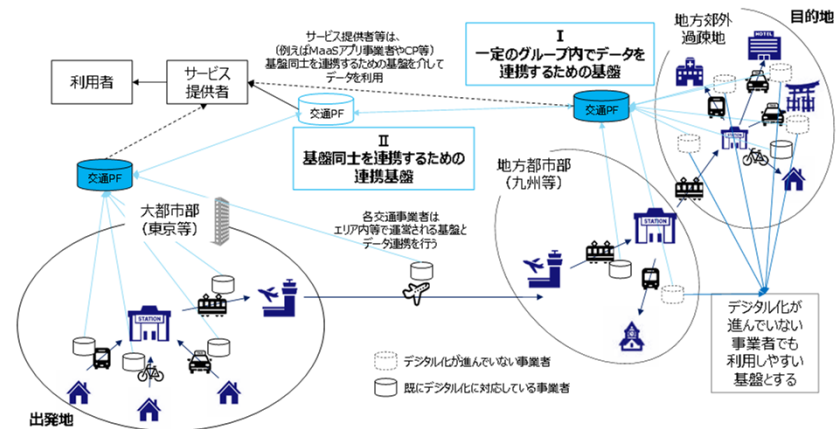 サービス提供者等は、
(例えばMaaSアプリ事業者やCP等)
基盤同士を連携するための基盤を介して
データを利用
Ⅰ
一定のグループ内でデータを
連携するための基盤
地方郊外
過疎地
目的地
HOTEL
利用者
サービス
提供者
交通PF
交通PF
Ⅱ
基盤同士を連携するための
連携基盤
交通PF
地方都市部
(九州等)
STATION
大都市部
(東京等)
各交通事業者は
エリア内等で運営される基盤と
データ連携を行う
STATION
デジタル化が
進んでいない
事業者でも
利用しやすい
基盤とする
デジタル化が進んでいない事業者
既にデジタル化に対応している事業者
出発地